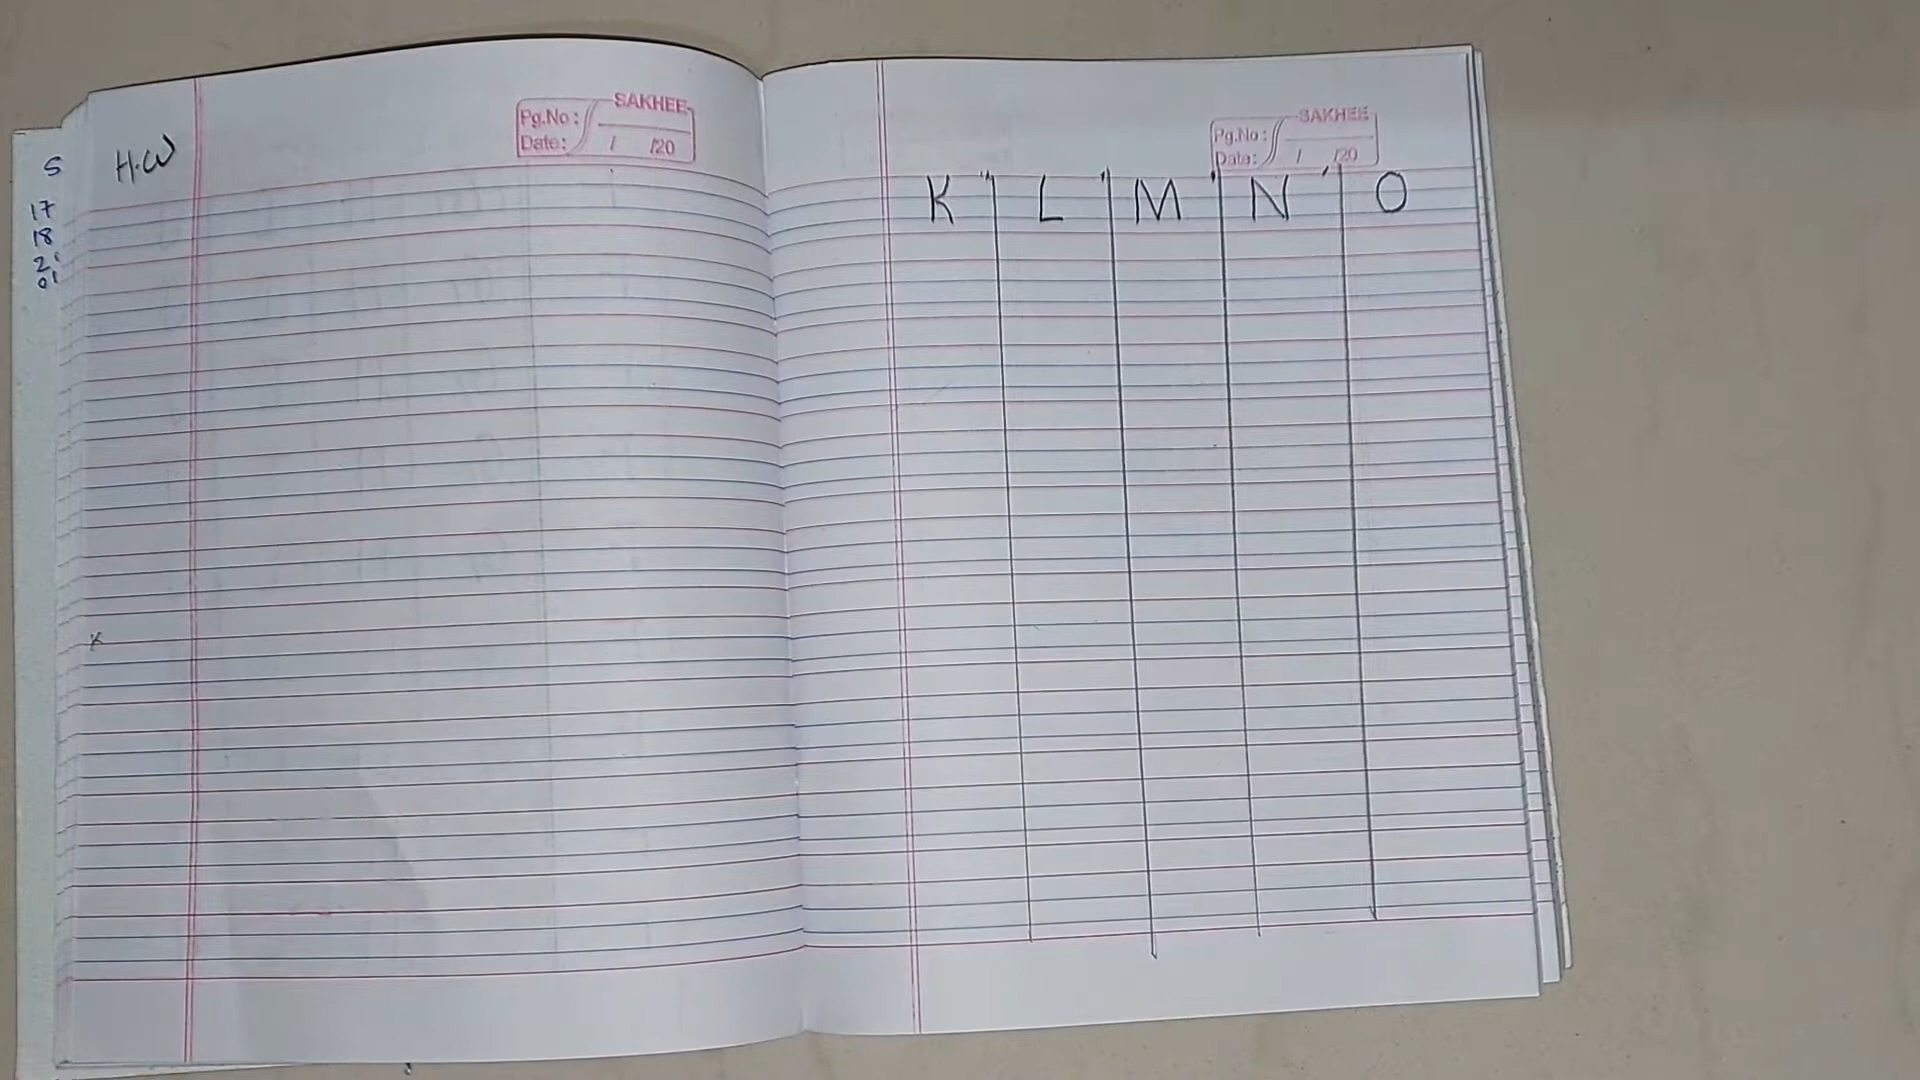 S
17
18
H.W
SAKHEE
Pg.No:
Date: / /20
x
SAKHEE
Pg.No:
Date: / /20
K L M N O